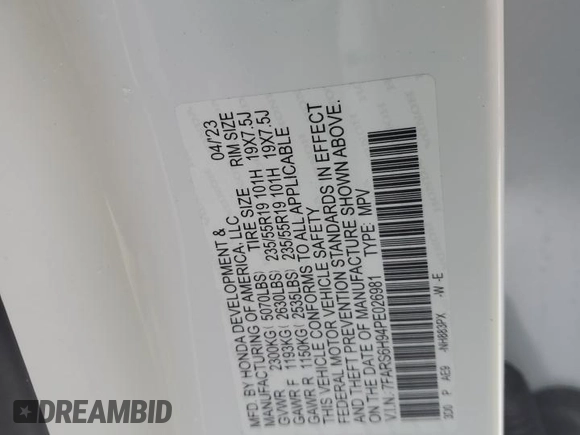 MFD. BY HONDA DEVELOPMENT & 04/23
MANUFACTURING OF AMERICA, LLC
TIRE SIZE RIM SIZE
GVWR 2300KG( 5070LBS) 235/55R19 101H 19X7.5J
GAWR F 1193KG( 2630LBS) 235/55R19 101H 19X7.5J
GAWR R 1150KG( 2535LBS)
THIS VEHICLE CONFORMS TO ALL APPLICABLE
FEDERAL MOTOR VEHICLE SAFETY
AND THEFT PREVENTION STANDARDS IN EFFECT
ON THE DATE OF MANUFACTURE SHOWN ABOVE.
V.I.N. 7FARS6H94PE026981 TYPE: MPV
P AE9 -NH883PX -W -E
DREAMBID